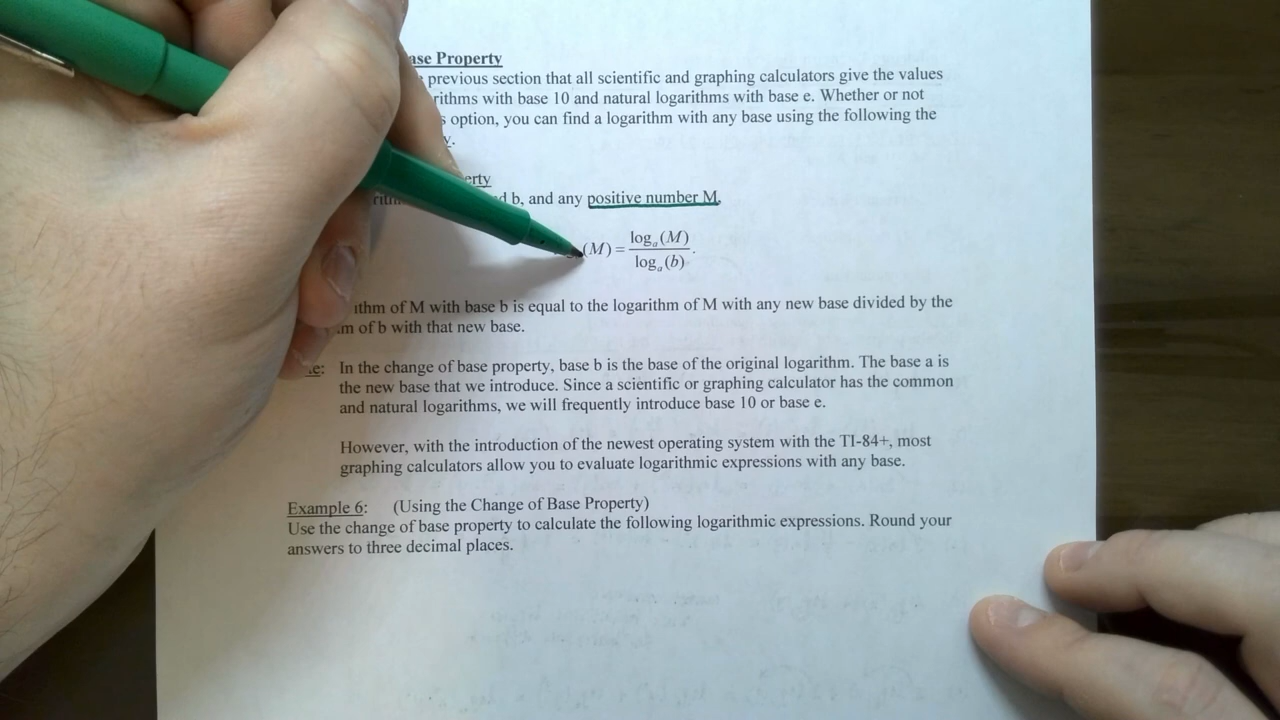 Property
previous section that all scientific and graphing calculators give the values
with base 10 and natural logarithms with base e. Whether or not
option, you can find a logarithm with any base using the following the
b, and any positive number M.
(M) = log_a(M) / log_a(b).
of M with base b is equal to the logarithm of M with any new base divided by the
of b with that new base.
In the change of base property, base b is the base of the original logarithm. The base a is
the new base that we introduce. Since a scientific or graphing calculator has the common
and natural logarithms, we will frequently introduce base 10 or base e.
However, with the introduction of the newest operating system with the TI-84+, most
graphing calculators allow you to evaluate logarithmic expressions with any base.
Example 6: (Using the Change of Base Property)
Use the change of base property to calculate the following logarithmic expressions. Round your
answers to three decimal places.